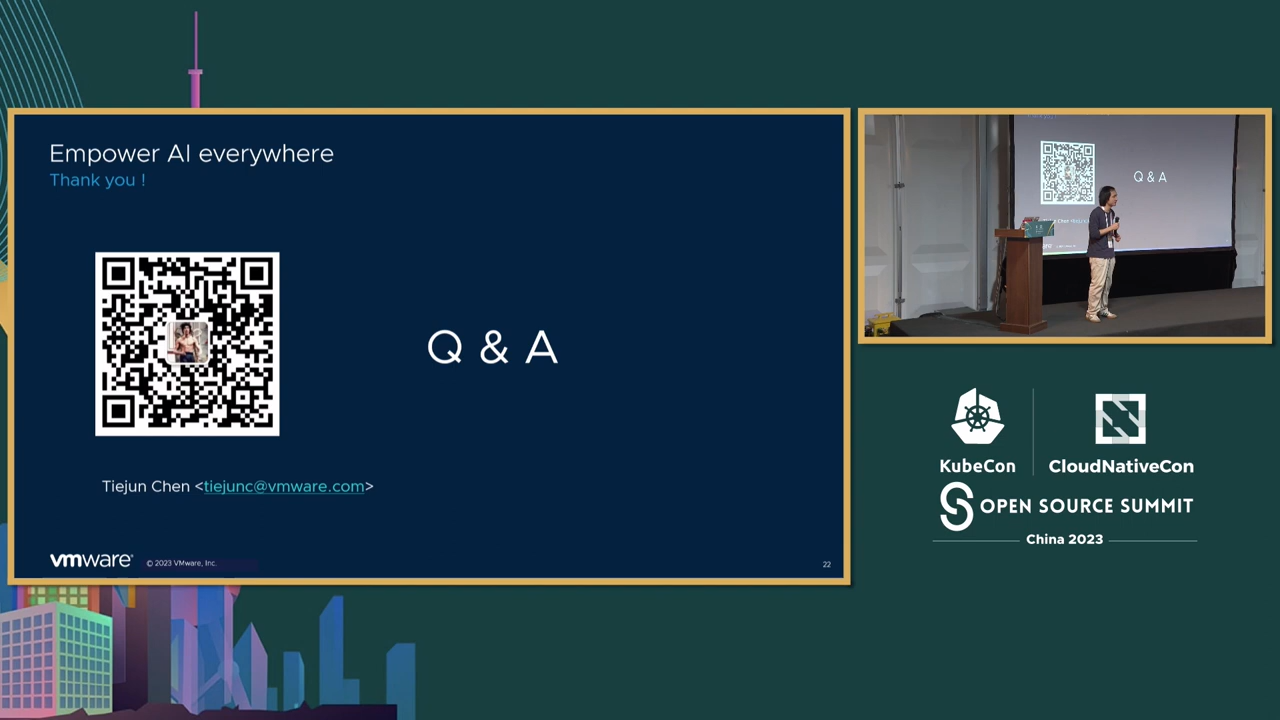 Empower AI everywhere
Thank you !
Q & A
Tiejun Chen <tiejunc@vmware.com>
vmware®
© 2023 VMware, Inc.
22
Q & A
KubeCon
CloudNativeCon
OPEN SOURCE SUMMIT
China 2023